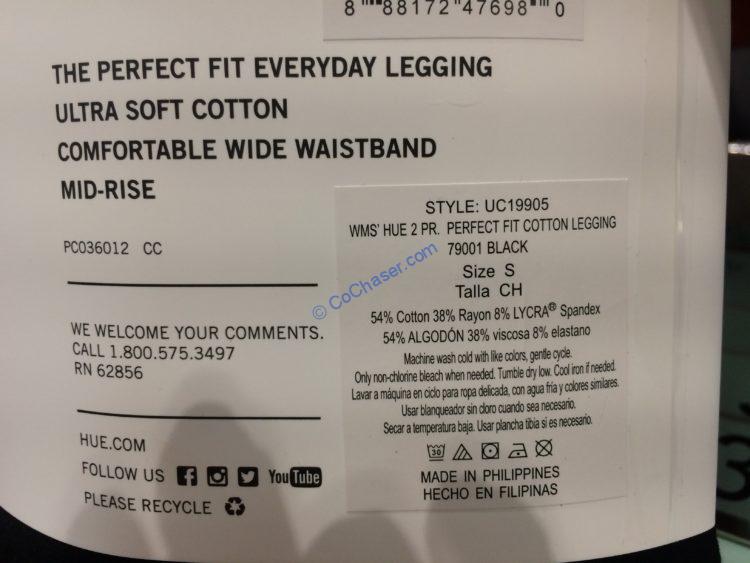 8 88172 47698 0
THE PERFECT FIT EVERYDAY LEGGING
ULTRA SOFT COTTON
COMFORTABLE WIDE WAISTBAND
MID-RISE
PC036012 CC
WE WELCOME YOUR COMMENTS.
CALL 1.800.575.3497
RN 62856
HUE.COM
FOLLOW US f YouTube
PLEASE RECYCLE
STYLE: UC19905
WMS' HUE 2 PR. PERFECT FIT COTTON LEGGING
79001 BLACK
Size S
Talla CH
54% Cotton 38% Rayon 8% LYCRA® Spandex
54% ALGODÓN 38% viscosa 8% elastano
Machine wash cold with like colors, gentle cycle.
Only non-chlorine bleach when needed. Tumble dry low. Cool iron if needed.
Lavar a máquina en ciclo para ropa delicada, con agua fría y colores similares.
Usar blanqueador sin cloro cuando sea necesario.
Secar a temperatura baja. Usar plancha tibia si es necesario.
30
MADE IN PHILIPPINES
HECHO EN FILIPINAS
© CoChaser.com